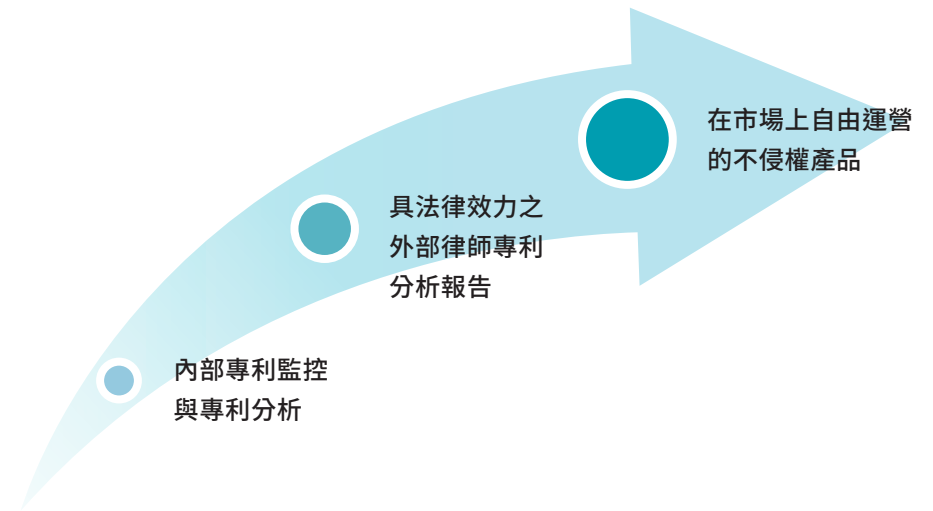 在市場上自由運營
的不侵權產品
具法律效力之
外部律師專利
分析報告
內部專利監控
與專利分析